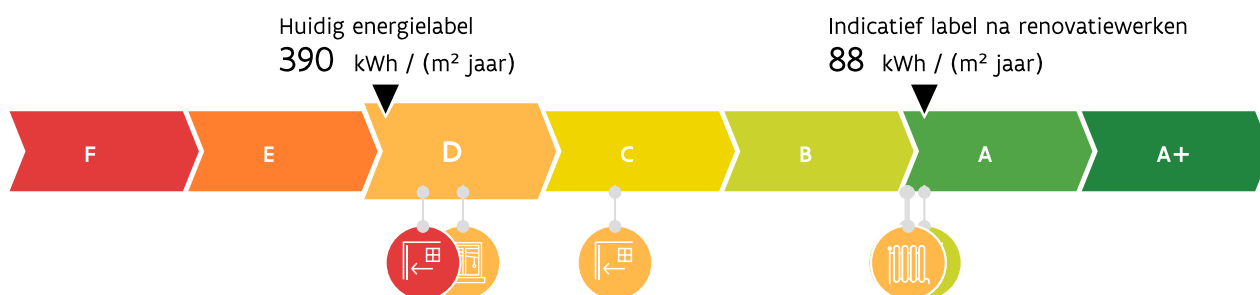 Huidig energielabel
390 kWh / (m² jaar)
Indicatief label na renovatiewerken
88 kWh / (m² jaar)
F E D C B A A+